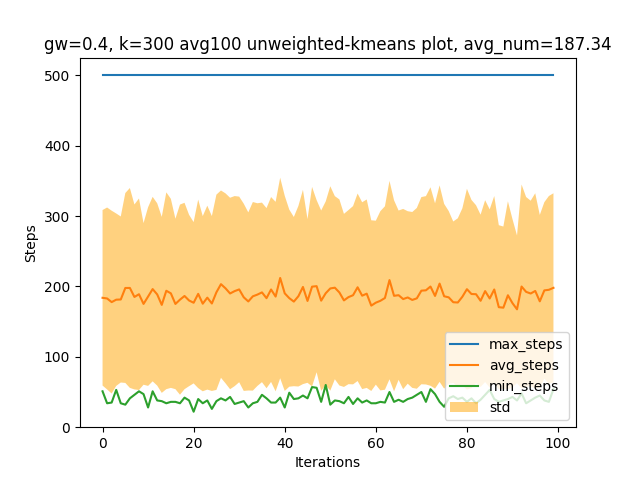 gw=0.4, k=300 avg100 unweighted-kmeans plot, avg_num=187.34
500
400
300
200
100
0
Steps
max_steps
avg_steps
min_steps
std
0 20 40 60 80 100
Iterations